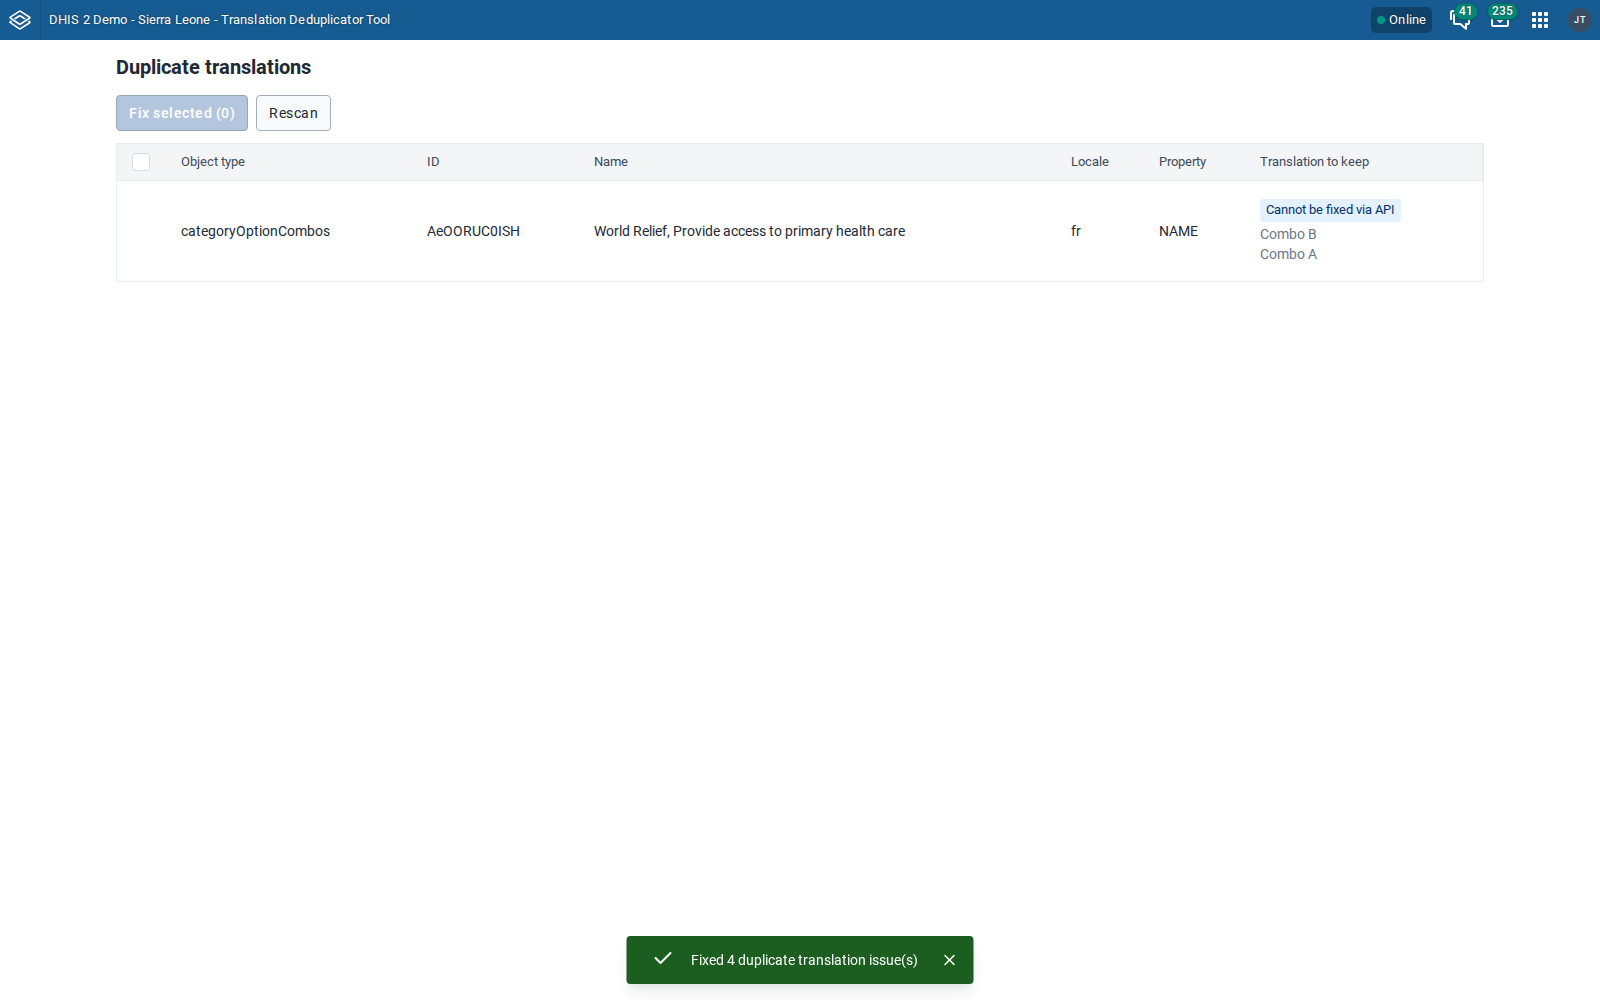 DHIS 2 Demo - Sierra Leone - Translation Deduplicator Tool
Online
41
235
JT
Duplicate translations
Fix selected (0)
Rescan
Object type
ID
Name
Locale
Property
Translation to keep
categoryOptionCombos
AeOORUC0ISH
World Relief, Provide access to primary health care
fr
NAME
Cannot be fixed via API
Combo B
Combo A
Fixed 4 duplicate translation issue(s)